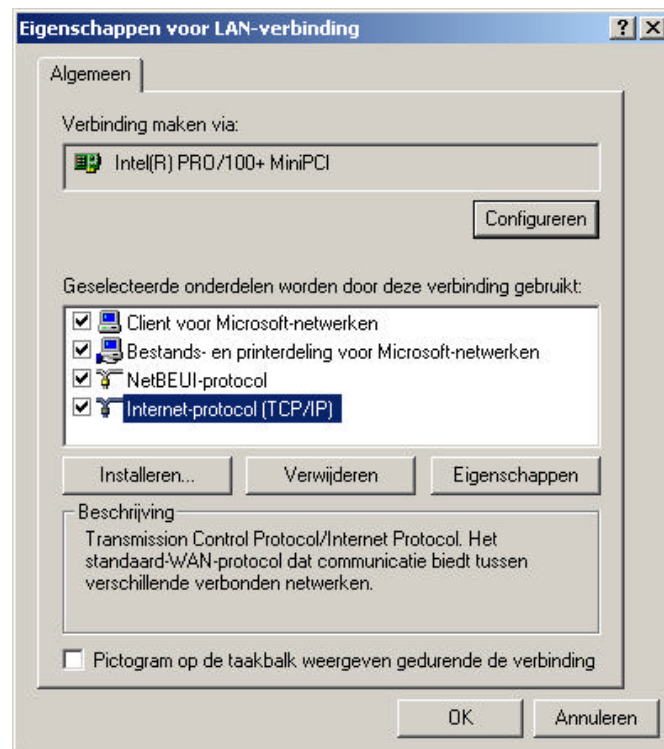 Eigenschappen voor LAN-verbinding
Algemeen
Verbinding maken via:
Intel(R) PRO/100+ MiniPCI
Configureren
Geselecteerde onderdelen worden door deze verbinding gebruikt:
Client voor Microsoft-netwerken
Bestands- en printerdeling voor Microsoft-netwerken
NetBEUI-protocol
Internet-protocol (TCP/IP)
Installeren... Verwijderen Eigenschappen
Beschrijving
Transmission Control Protocol/Internet Protocol. Het
standaard-WAN-protocol dat communicatie biedt tussen
verschillende verbonden netwerken.
Pictogram op de taakbalk weergeven gedurende de verbinding
OK Annuleren